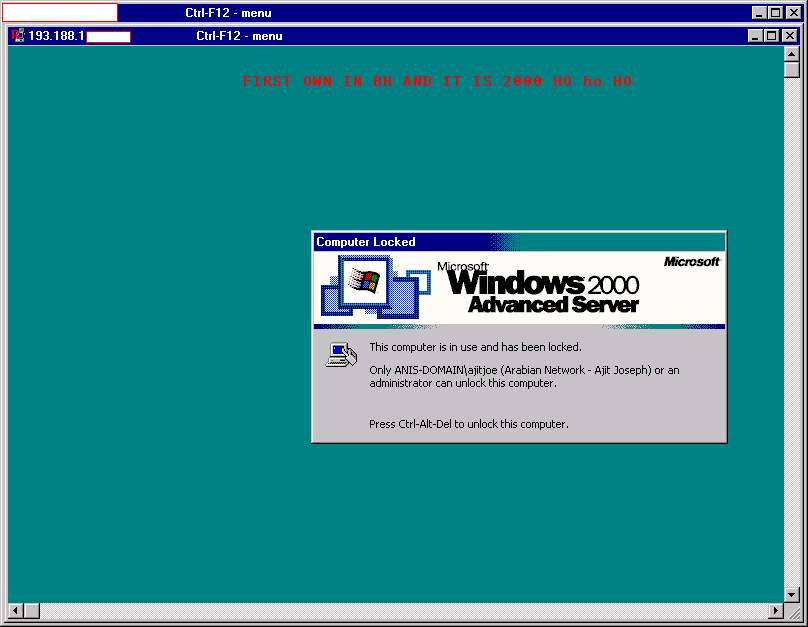 Ctrl-F12 - menu
193.188.1 Ctrl-F12 - menu
FIRST OWN IN BH AND IT IS 2000 HO ho HO
Computer Locked
Microsoft
Microsoft
Windows 2000
Advanced Server
This computer is in use and has been locked.
Only ANIS-DOMAIN\ajitjoe (Arabian Network - Ajit Joseph) or an
administrator can unlock this computer.
Press Ctrl-Alt-Del to unlock this computer.